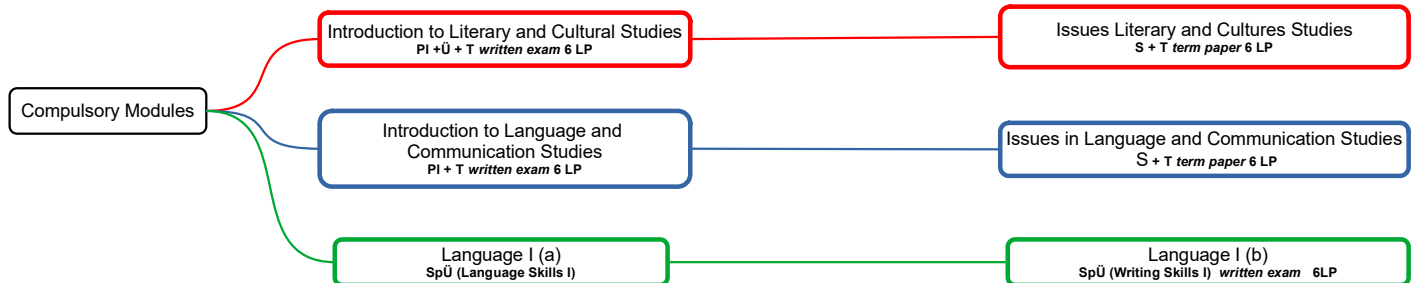 Compulsory Modules
Introduction to Literary and Cultural Studies
PI +Ü + T written exam 6 LP
Issues Literary and Cultures Studies
S + T term paper 6 LP
Introduction to Language and
Communication Studies
PI + T written exam 6 LP
Issues in Language and Communication Studies
S + T term paper 6 LP
Language I (a)
SpÜ (Language Skills I)
Language I (b)
SpÜ (Writing Skills I) written exam 6LP